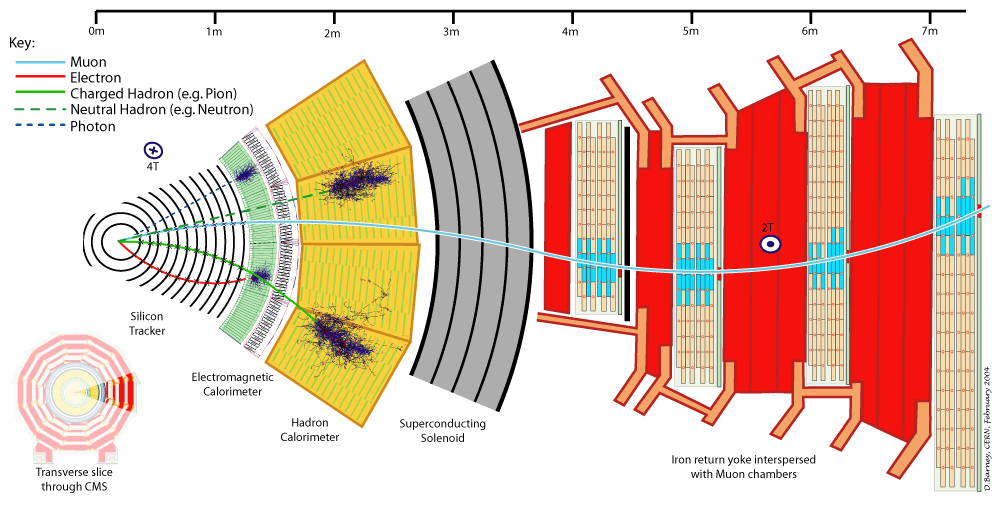 0m 1m 2m 3m 4m 5m 6m 7m
Key:
Muon
Electron
Charged Hadron (e.g. Pion)
Neutral Hadron (e.g. Neutron)
Photon
4T
2T
Silicon
Tracker
Electromagnetic
Calorimeter
Hadron
Calorimeter
Superconducting
Solenoid
Iron return yoke interspersed
with Muon chambers
Transverse slice
through CMS
D.Barney, CERN, February 2004